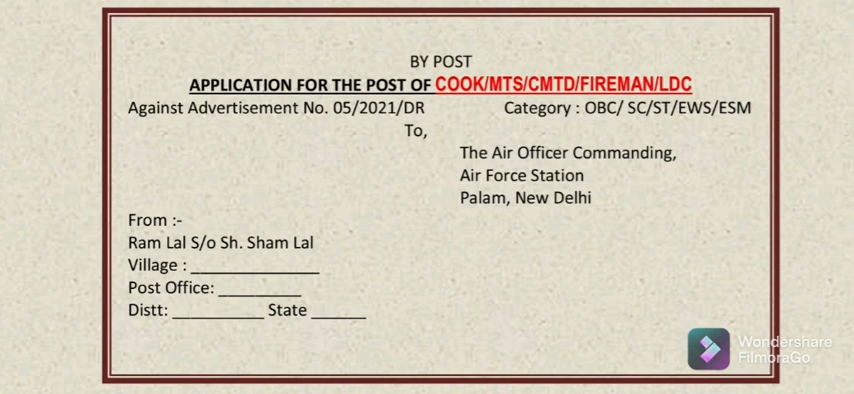 BY POST
APPLICATION FOR THE POST OF COOK/MTS/CMTD/FIREMAN/LDC
Against Advertisement No. 05/2021/DR Category : OBC/ SC/ST/EWS/ESM
To,
The Air Officer Commanding,
Air Force Station
Palam, New Delhi
From :-
Ram Lal S/o Sh. Sham Lal
Village : ______________
Post Office: _________
Distt: __________ State ______
Wondershare
FilmoraGo